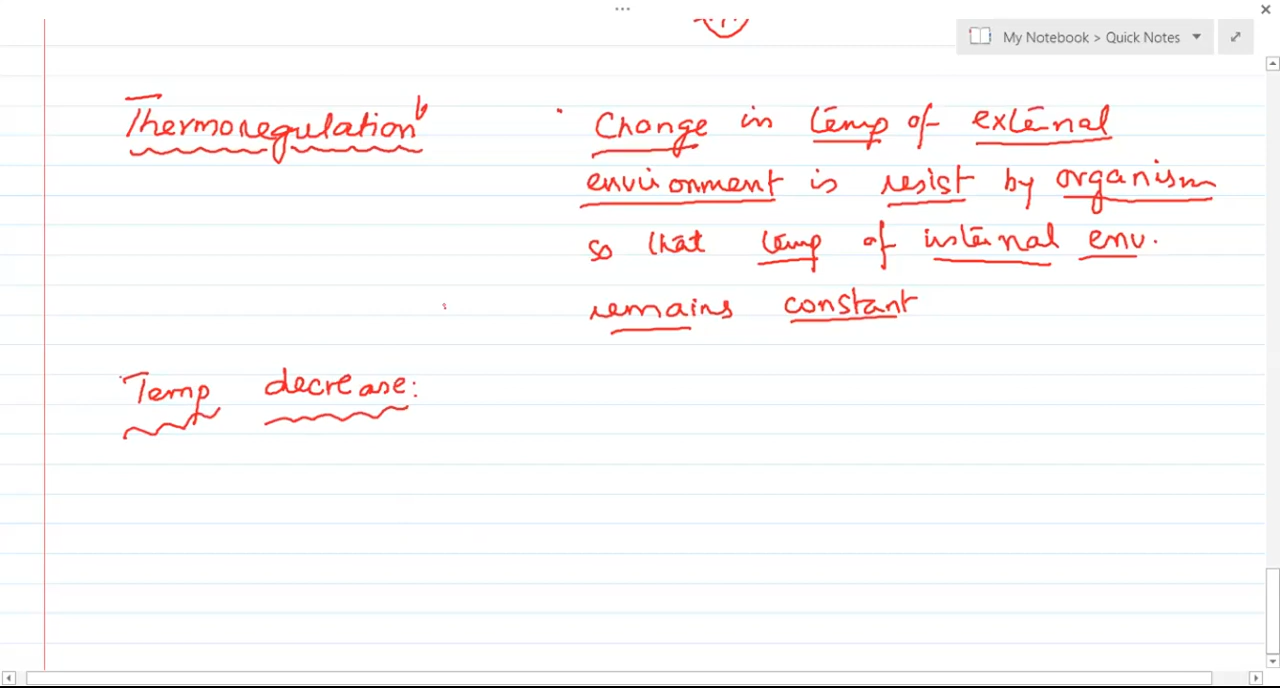 My Notebook > Quick Notes
Thermoregulation
Change in temp of external
environment is resist by organism
so that temp of internal env.
remains constant
Temp decrease: